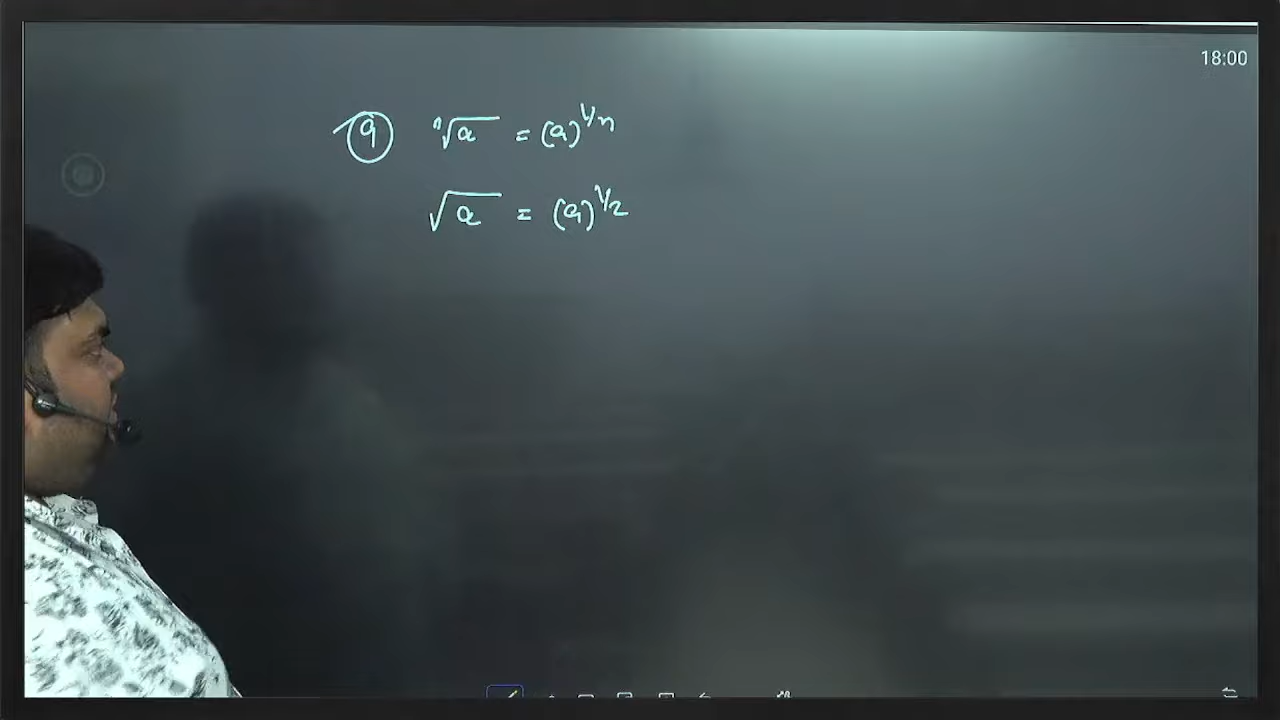 18:00
9 ⁿ√a = (a)^1/n
√a = (a)^1/2